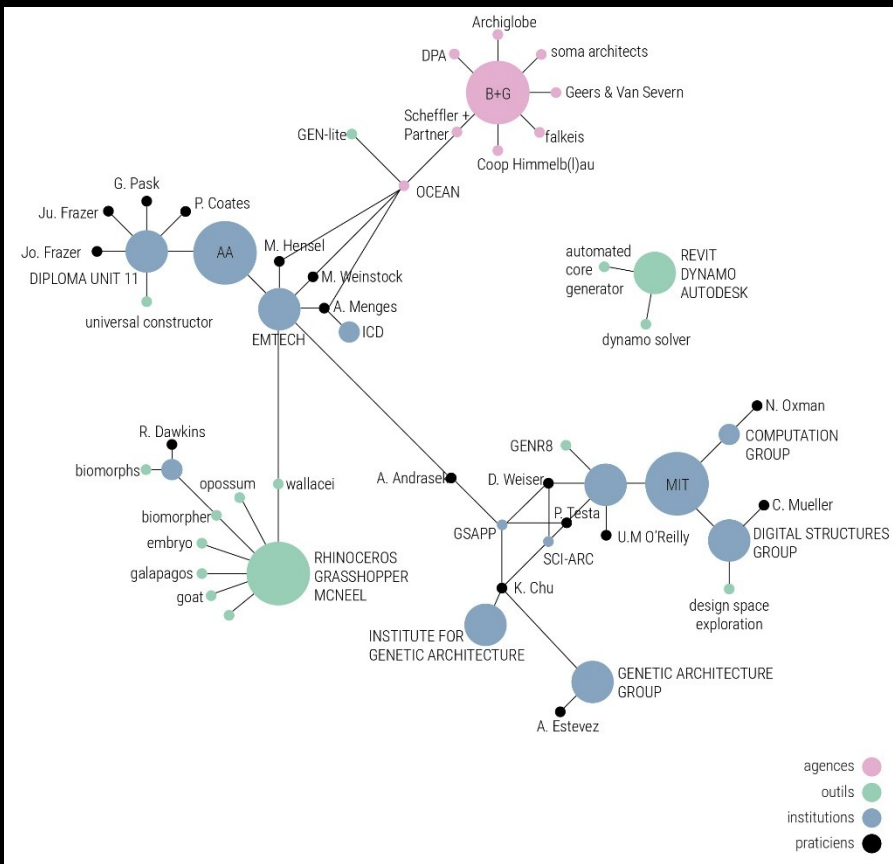 Archiglobe
DPA
soma architects
B+G
Geers & Van Severn
Scheffler +
Partner
falkeis
Coop Himmelb(l)au
GEN-lite
OCEAN
G. Pask
P. Coates
Ju. Frazer
Jo. Frazer
AA
DIPLOMA UNIT 11
universal constructor
M. Hensel
M. Weinstock
A. Menges
ICD
EMTECH
automated
core
generator
REVIT
DYNAMO
AUTODESK
dynamo solver
R. Dawkins
biomorphs
opossum
wallacei
biomorpher
embryo
galapagos
goat
RHINOCEROS
GRASSHOPPER
MCNEEL
A. Andrasek
GENR8
D. Weiser
P. Testa
GSAPP
SCI-ARC
U.M O'Reilly
MIT
N. Oxman
COMPUTATION
GROUP
C. Mueller
DIGITAL STRUCTURES
GROUP
design space
exploration
K. Chu
INSTITUTE FOR
GENETIC ARCHITECTURE
GENETIC ARCHITECTURE
GROUP
A. Estevez
agences
outils
institutions
praticiens